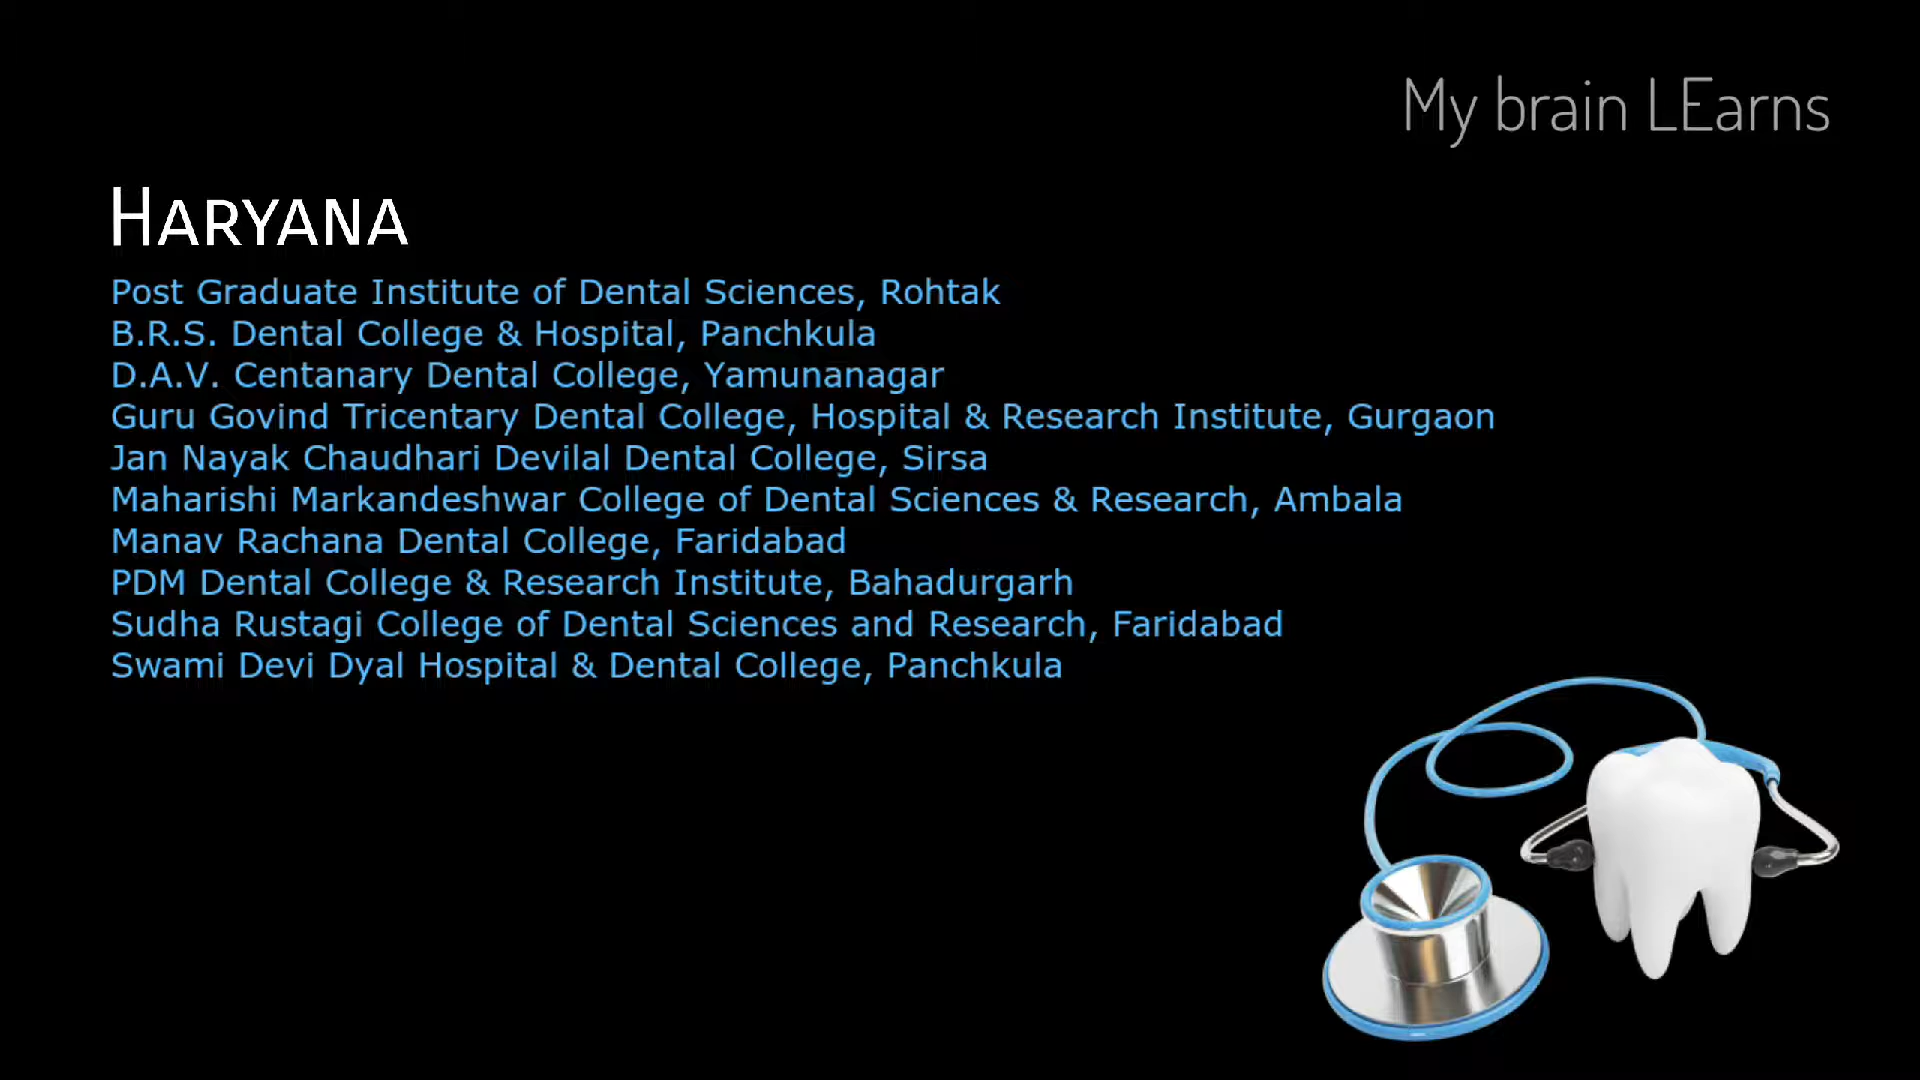 My brain LEarns
HARYANA
Post Graduate Institute of Dental Sciences, Rohtak
B.R.S. Dental College & Hospital, Panchkula
D.A.V. Centanary Dental College, Yamunanagar
Guru Govind Tricentary Dental College, Hospital & Research Institute, Gurgaon
Jan Nayak Chaudhari Devilal Dental College, Sirsa
Maharishi Markandeshwar College of Dental Sciences & Research, Ambala
Manav Rachana Dental College, Faridabad
PDM Dental College & Research Institute, Bahadurgarh
Sudha Rustagi College of Dental Sciences and Research, Faridabad
Swami Devi Dyal Hospital & Dental College, Panchkula